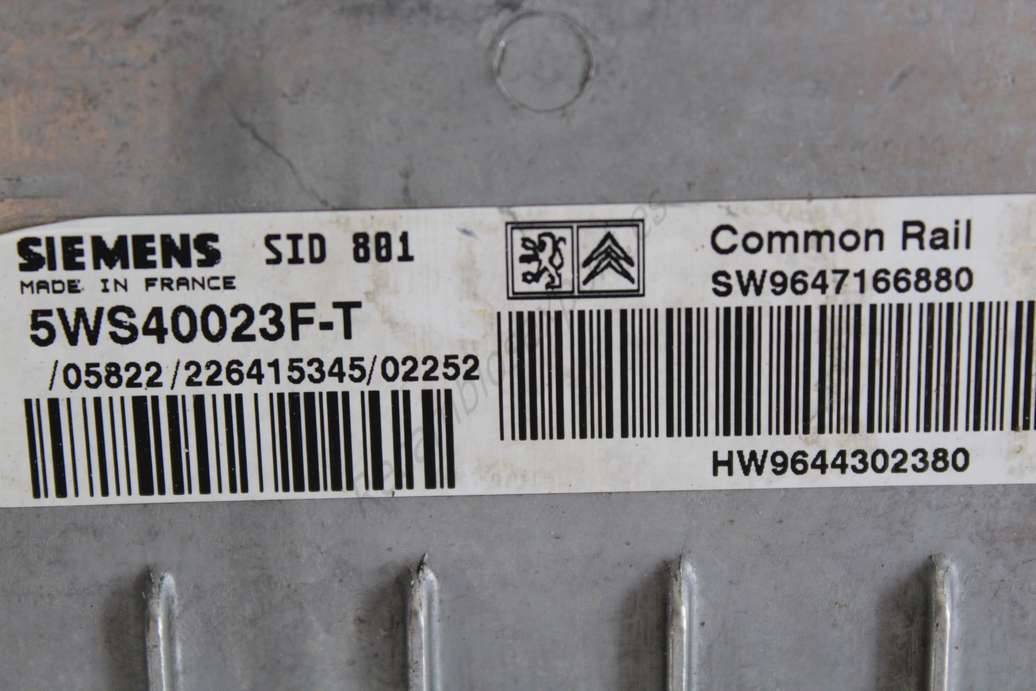 SIEMENS SID 801
MADE IN FRANCE
5WS40023F-T
/05822/226415345/02252
Common Rail
SW9647166880
HW9644302380